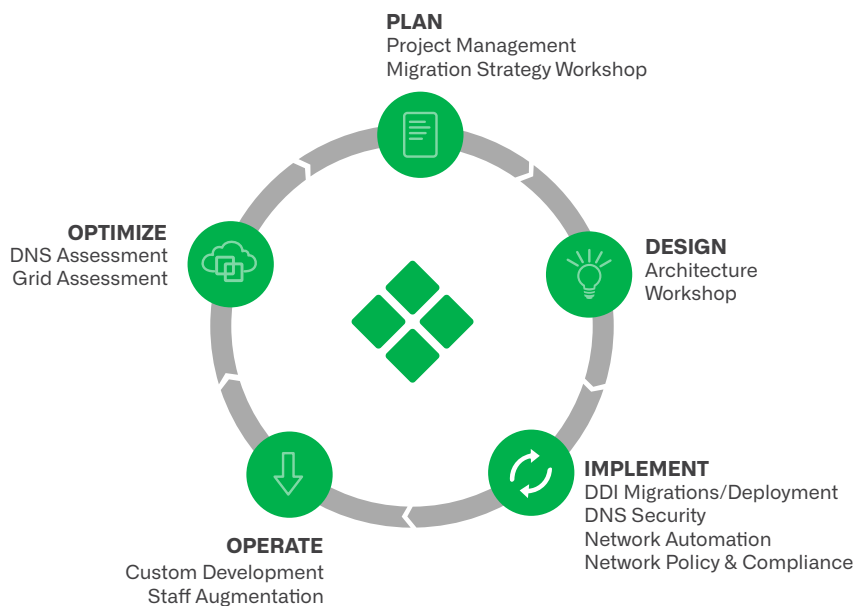 PLAN
Project Management
Migration Strategy Workshop
DESIGN
Architecture
Workshop
IMPLEMENT
DDI Migrations/Deployment
DNS Security
Network Automation
Network Policy & Compliance
OPERATE
Custom Development
Staff Augmentation
OPTIMIZE
DNS Assessment
Grid Assessment